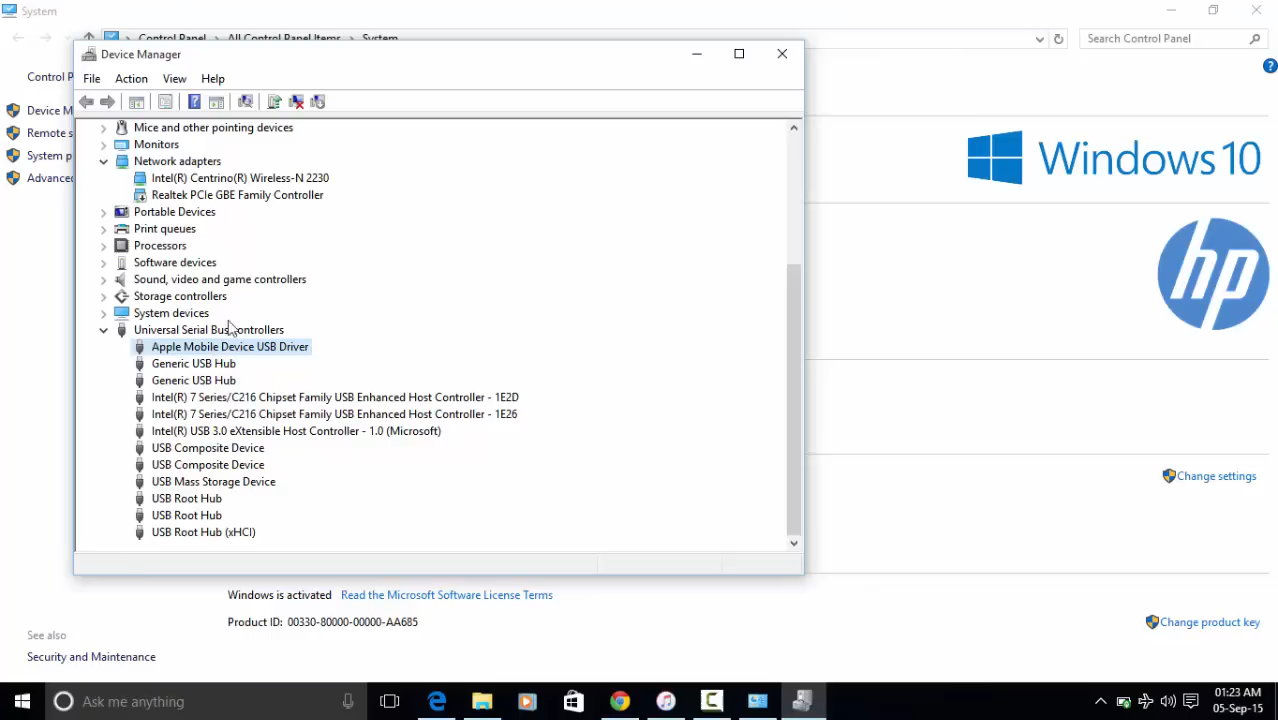 System
Control Panel > All Control Panel Items > System
Search Control Panel
Device Manager
File Action View Help
Control P
Device M
Remote s
System p
Advanced
Mice and other pointing devices
Monitors
Network adapters
Intel(R) Centrino(R) Wireless-N 2230
Realtek PCIe GBE Family Controller
Portable Devices
Print queues
Processors
Software devices
Sound, video and game controllers
Storage controllers
System devices
Universal Serial Bus controllers
Apple Mobile Device USB Driver
Generic USB Hub
Generic USB Hub
Intel(R) 7 Series/C216 Chipset Family USB Enhanced Host Controller - 1E2D
Intel(R) 7 Series/C216 Chipset Family USB Enhanced Host Controller - 1E26
Intel(R) USB 3.0 eXtensible Host Controller - 1.0 (Microsoft)
USB Composite Device
USB Composite Device
USB Mass Storage Device
USB Root Hub
USB Root Hub
USB Root Hub (xHCI)
Windows 10
hp
Change settings
Windows is activated Read the Microsoft Software License Terms
Product ID: 00330-80000-00000-AA685
Change product key
See also
Security and Maintenance
Ask me anything
01:23 AM
05-Sep-15